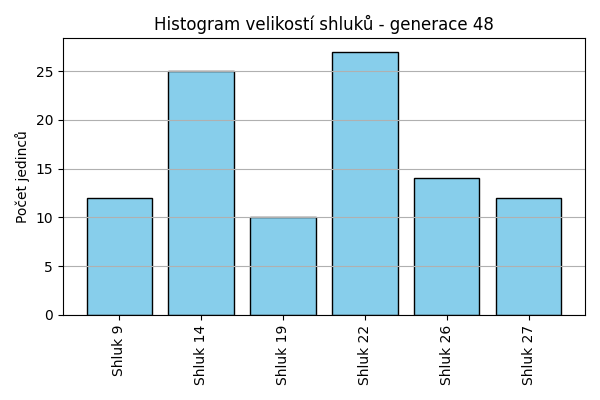 Histogram velikostí shluků - generace 48
Počet jedinců
25
20
15
10
5
0
Shluk 9
Shluk 14
Shluk 19
Shluk 22
Shluk 26
Shluk 27